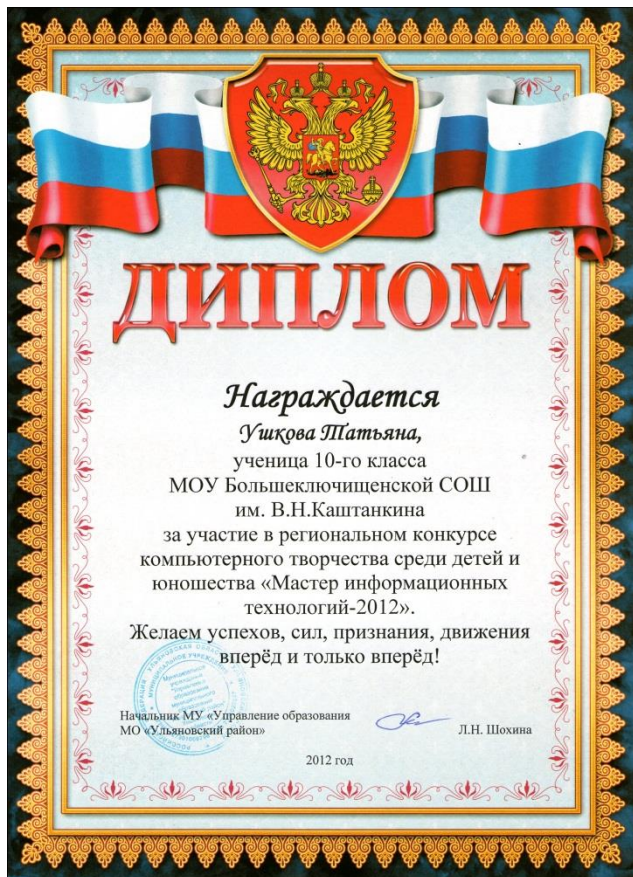 ДИПЛОМ
Награждается
Ушкова Татьяна,
ученица 10-го класса
МОУ Большеключищенской СОШ
им. В.Н.Каштанкина
за участие в региональном конкурсе
компьютерного творчества среди детей и
юношества «Мастер информационных
технологий-2012».
Желаем успехов, сил, признания, движения
вперёд и только вперёд!
Начальник МУ «Управление образования
МО «Ульяновский район»
Л.Н. Шохина
2012 год